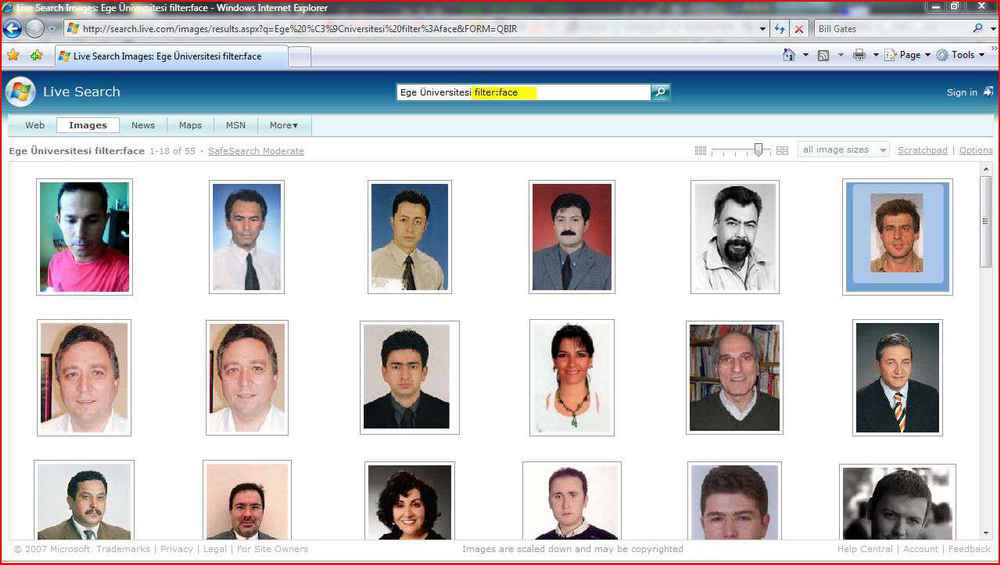 Live Search Images: Ege Üniversitesi filter:face - Windows Internet Explorer
http://search.live.com/images/results.aspx?q=Ege%20%C3%9Cniversitesi%20filter%3Aface&FORM=QBIR
Bill Gates
Live Search Images: Ege Üniversitesi filter:face
Page
Tools
Live Search
Ege Üniversitesi filter:face
Sign in
Web
Images
News
Maps
MSN
More
Ege Üniversitesi filter:face 1-18 of 55 - SafeSearch Moderate
all image sizes
Scratchpad | Options
© 2007 Microsoft Trademarks | Privacy | Legal | For Site Owners
Images are scaled down and may be copyrighted
Help Central | Account | Feedback